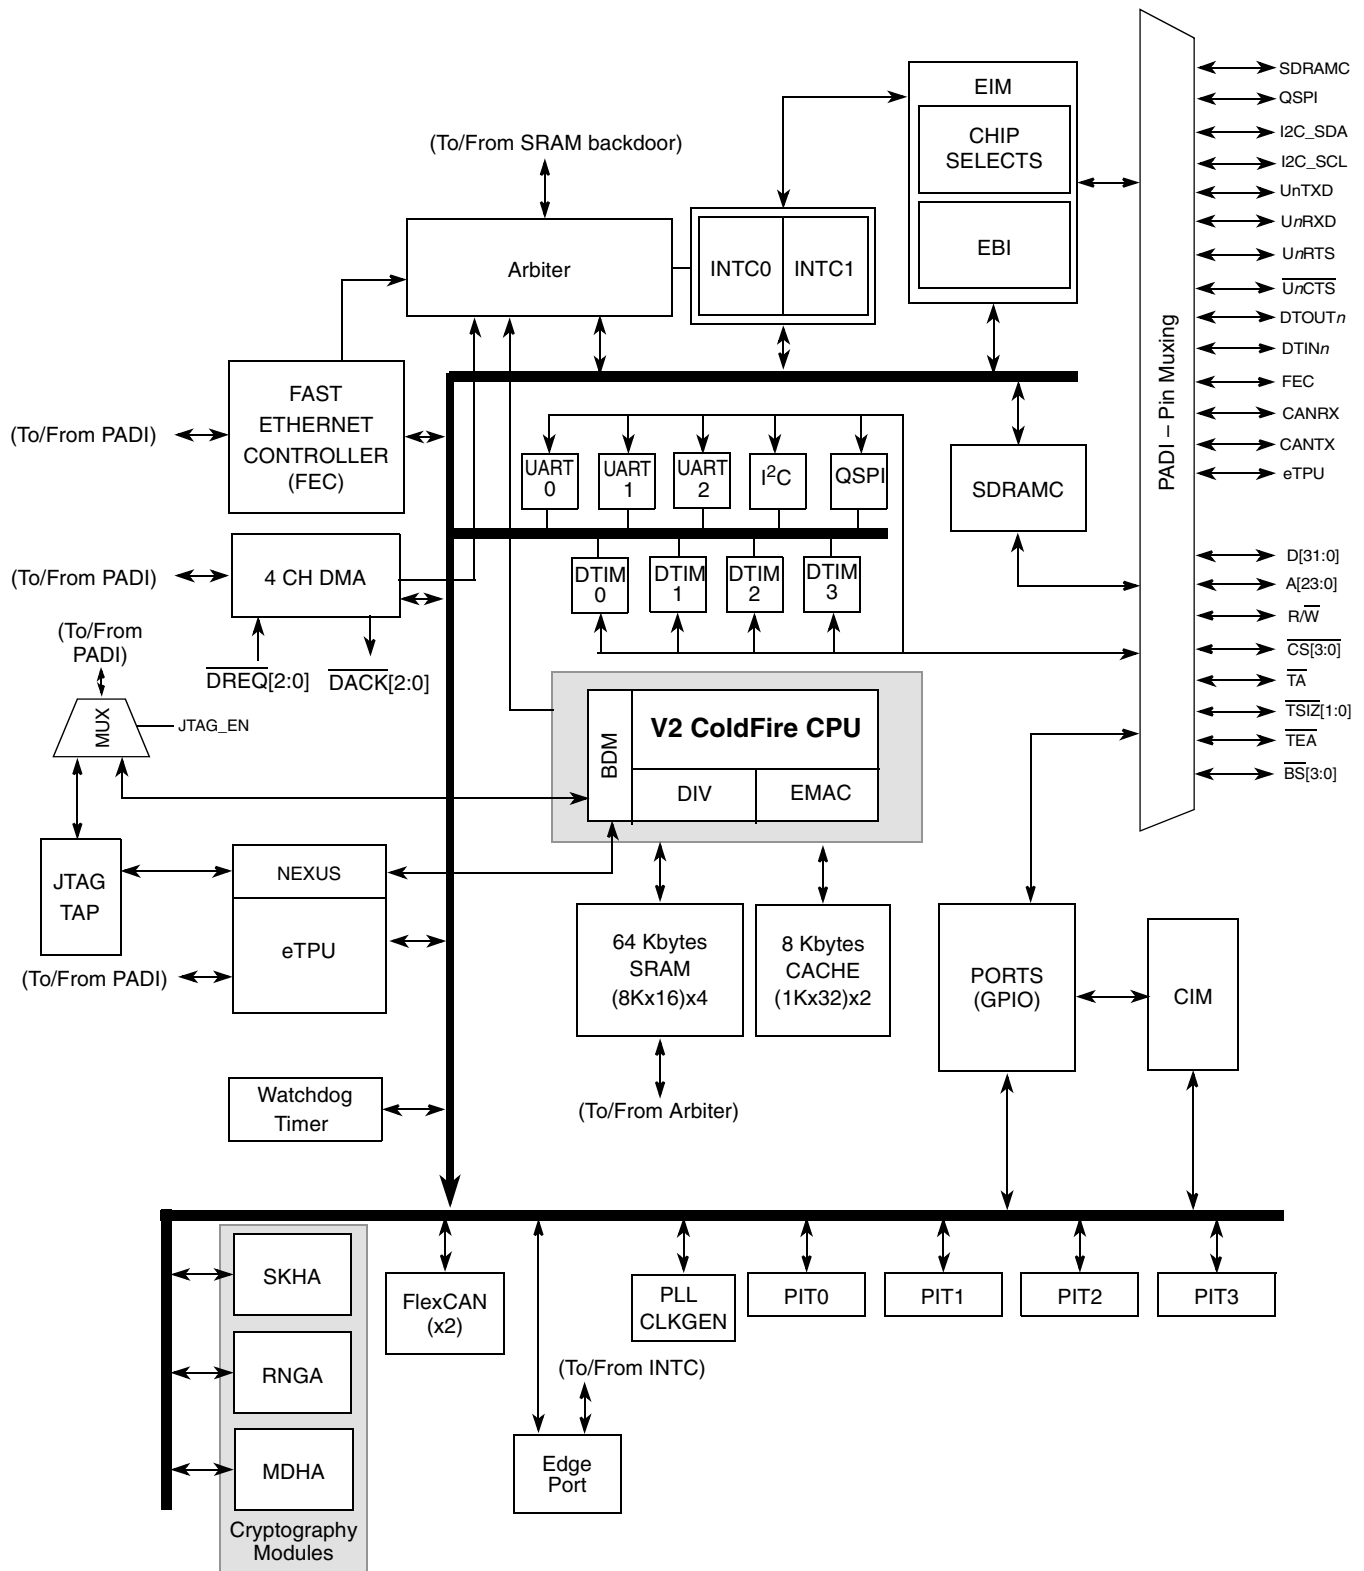 EIM
CHIP
SELECTS
EBI
(To/From SRAM backdoor)
Arbiter
INTC0
INTC1
FAST
ETHERNET
CONTROLLER
(FEC)
(To/From PADI)
UART
0
UART
1
UART
2
I²C
QSPI
SDRAMC
4 CH DMA
(To/From PADI)
DTIM
0
DTIM
1
DTIM
2
DTIM
3
DREQ[2:0]
DACK[2:0]
(To/From
PADI)
MUX
JTAG_EN
BDM
V2 ColdFire CPU
DIV
EMAC
JTAG
TAP
NEXUS
eTPU
(To/From PADI)
64 Kbytes
SRAM
(8Kx16)x4
8 Kbytes
CACHE
(1Kx32)x2
(To/From Arbiter)
PORTS
(GPIO)
CIM
Watchdog
Timer
PADI – Pin Muxing
SDRAMC
QSPI
I2C_SDA
I2C_SCL
UnTXD
UnRXD
UnRTS
UnCTS
DTOUTn
DTINn
FEC
CANRX
CANTX
eTPU
D[31:0]
A[23:0]
R/W
CS[3:0]
TA
TSIZ[1:0]
TEA
BS[3:0]
SKHA
RNGA
MDHA
Cryptography
Modules
FlexCAN
(x2)
PLL
CLKGEN
PIT0
PIT1
PIT2
PIT3
(To/From INTC)
Edge
Port